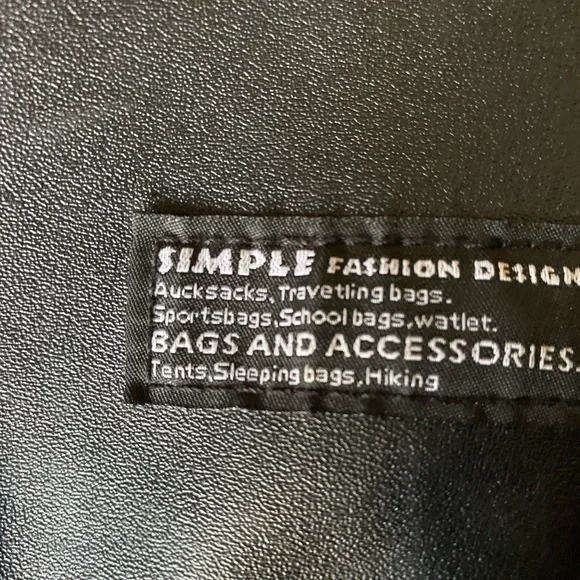 SIMPLE FASHION DESIGN
Aucksacks, Travetling bags.
Sportsbags,School bags,watlet.
BAGS AND ACCESSORIES.
Tents,Sleeping bags,Hiking